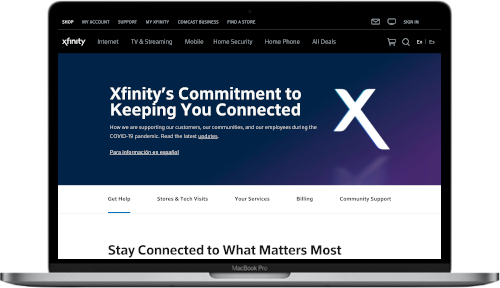 SHOP MY ACCOUNT SUPPORT MY XFINITY COMCAST BUSINESS FIND A STORE SIGN IN
xfinity Internet TV & Streaming Mobile Home Security Home Phone All Deals En | Es
Xfinity's Commitment to
Keeping You Connected
How we are supporting our customers, our communities, and our employees during the
COVID-19 pandemic. Read the latest updates.
Para información en español
X
Get Help Stores & Tech Visits Your Services Billing Community Support
Stay Connected to What Matters Most
MacBook Pro